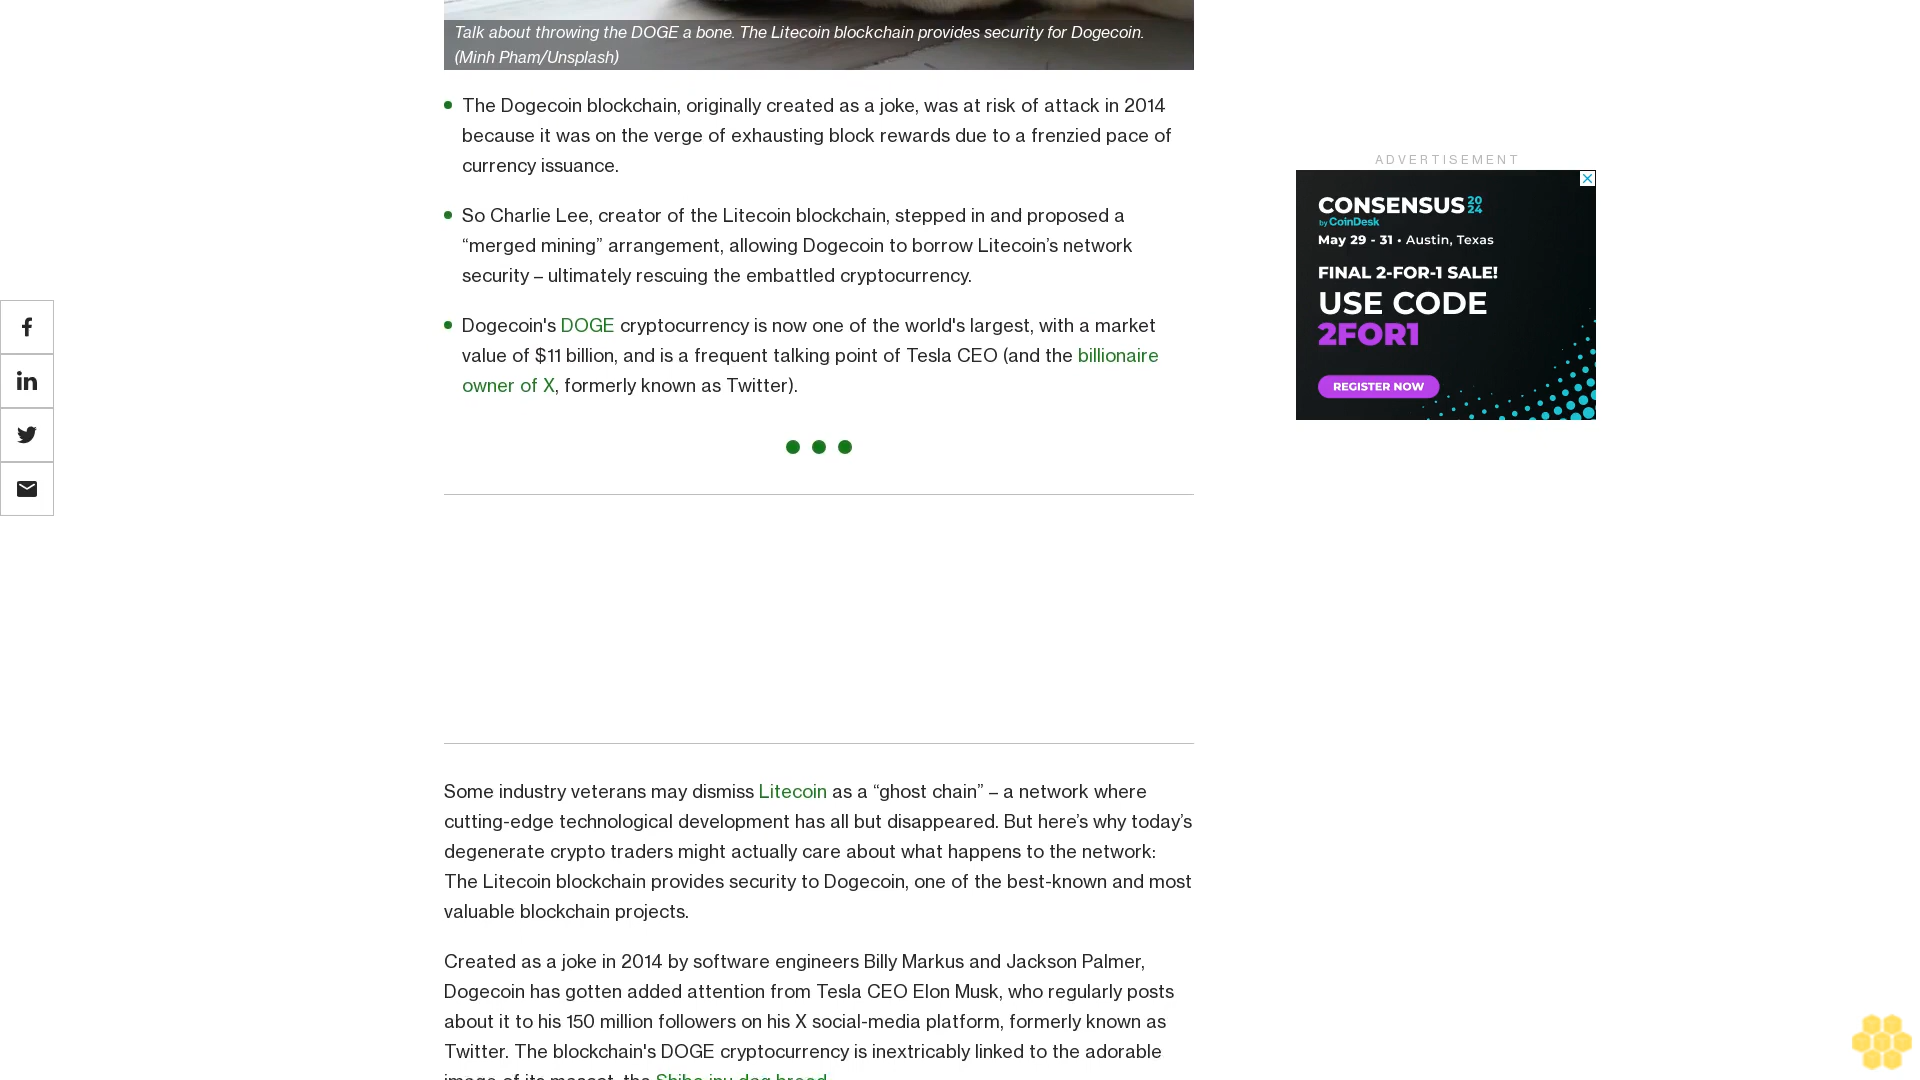 Talk about throwing the DOGE a bone. The Litecoin blockchain provides security for Dogecoin.
(Minh Pham/Unsplash)
The Dogecoin blockchain, originally created as a joke, was at risk of attack in 2014
because it was on the verge of exhausting block rewards due to a frenzied pace of
currency issuance.
So Charlie Lee, creator of the Litecoin blockchain, stepped in and proposed a
“merged mining” arrangement, allowing Dogecoin to borrow Litecoin’s network
security – ultimately rescuing the embattled cryptocurrency.
Dogecoin's DOGE cryptocurrency is now one of the world's largest, with a market
value of $11 billion, and is a frequent talking point of Tesla CEO (and the billionaire
owner of X, formerly known as Twitter).
Some industry veterans may dismiss Litecoin as a “ghost chain” – a network where
cutting-edge technological development has all but disappeared. But here’s why today’s
degenerate crypto traders might actually care about what happens to the network:
The Litecoin blockchain provides security to Dogecoin, one of the best-known and most
valuable blockchain projects.
Created as a joke in 2014 by software engineers Billy Markus and Jackson Palmer,
Dogecoin has gotten added attention from Tesla CEO Elon Musk, who regularly posts
about it to his 150 million followers on his X social-media platform, formerly known as
Twitter. The blockchain's DOGE cryptocurrency is inextricably linked to the adorable
image of its mascot, the Shiba inu dog breed.
ADVERTISEMENT
CONSENSUS 2024
by CoinDesk
May 29 - 31 • Austin, Texas
FINAL 2-FOR-1 SALE!
USE CODE
2FOR1
REGISTER NOW